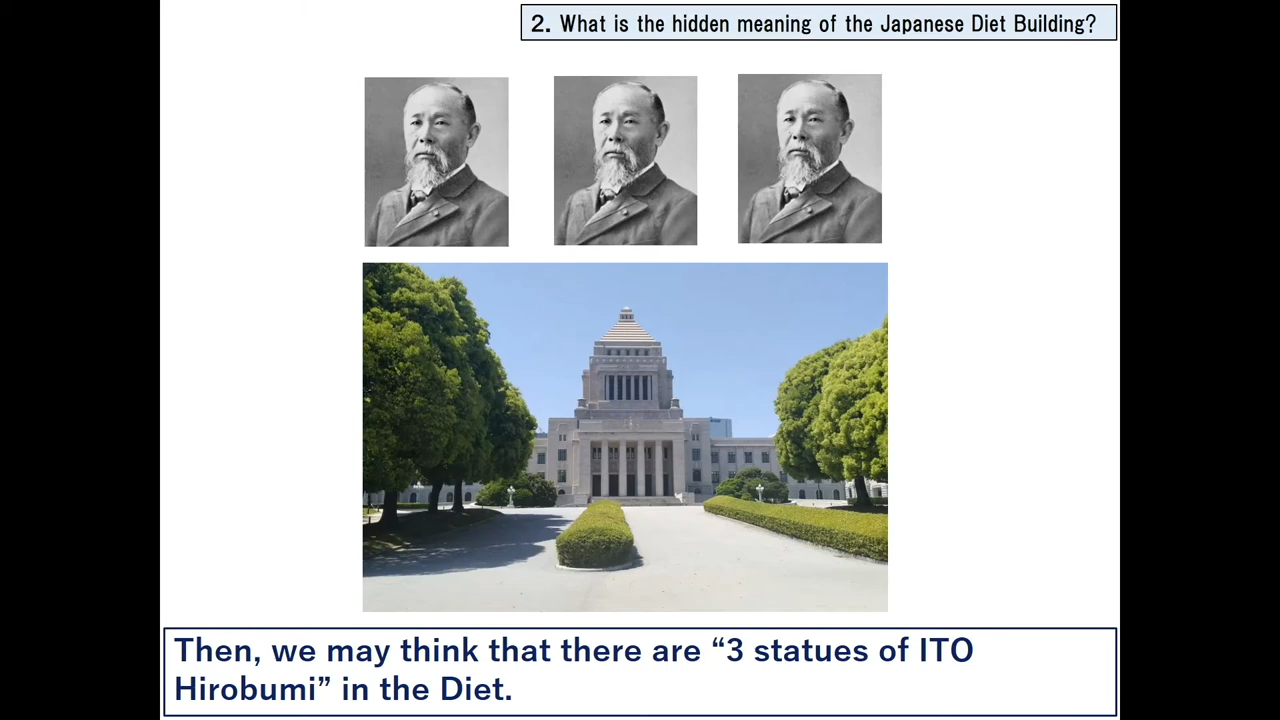 2. What is the hidden meaning of the Japanese Diet Building?
Then, we may think that there are “3 statues of ITO
Hirobumi” in the Diet.